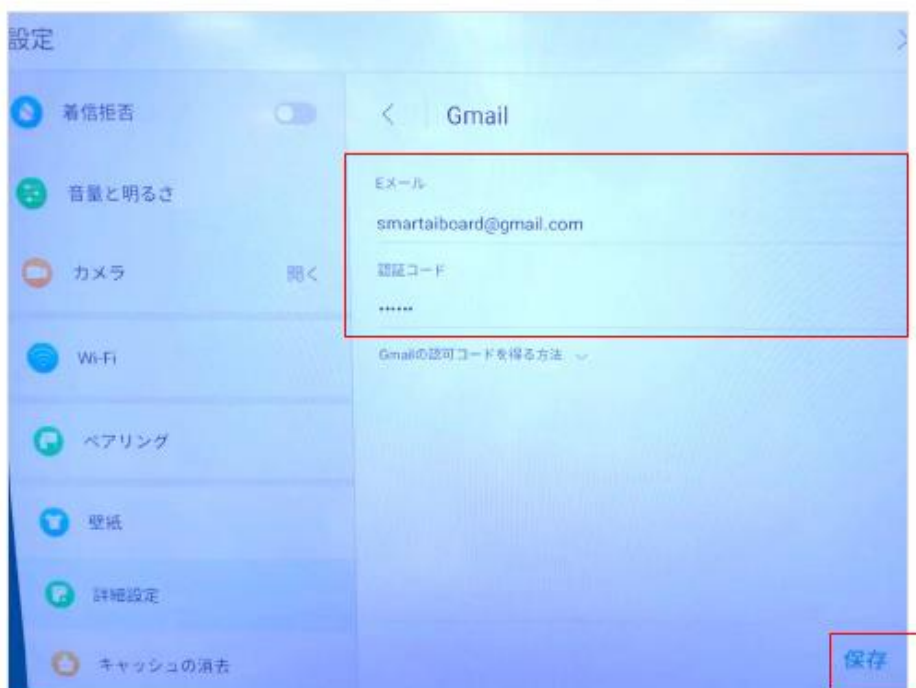 設定
着信拒否
音量と明るさ
カメラ
開く
Wi-Fi
ペアリング
壁紙
詳細設定
キャッシュの消去
Gmail
Eメール
smartaiboard@gmail.com
認証コード
••••••
Gmailの認可コードを得る方法
保存